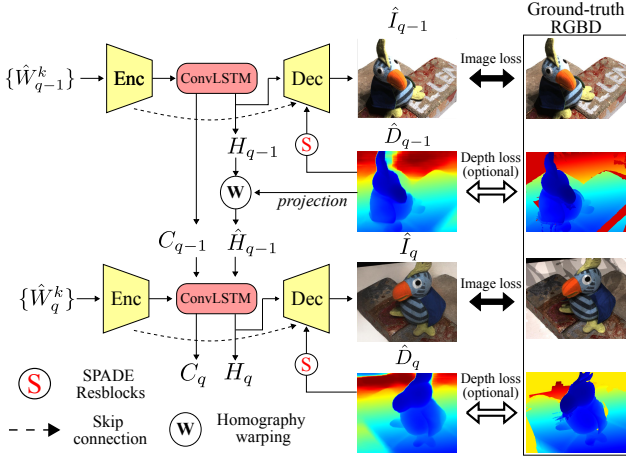 Ground-truth
RGBD
Î_{q-1}
{Ŵ^k_{q-1}}
Enc
ConvLSTM
Dec
Image loss
H_{q-1}
S
D̂_{q-1}
Depth loss
(optional)
W
projection
C_{q-1}
Ĥ_{q-1}
Î_q
{Ŵ^k_q}
Enc
ConvLSTM
Dec
Image loss
C_q
H_q
S
D̂_q
Depth loss
(optional)
S
SPADE
Resblocks
Skip
connection
W
Homography
warping